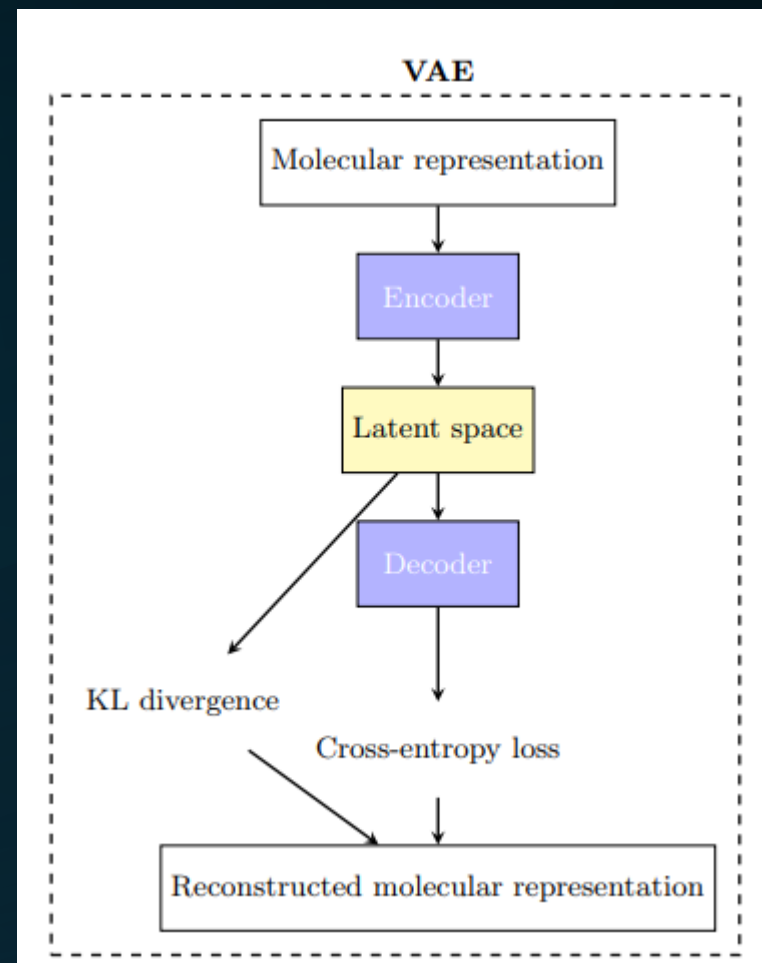 VAE
Molecular representation
Encoder
Latent space
Decoder
KL divergence
Cross-entropy loss
Reconstructed molecular representation